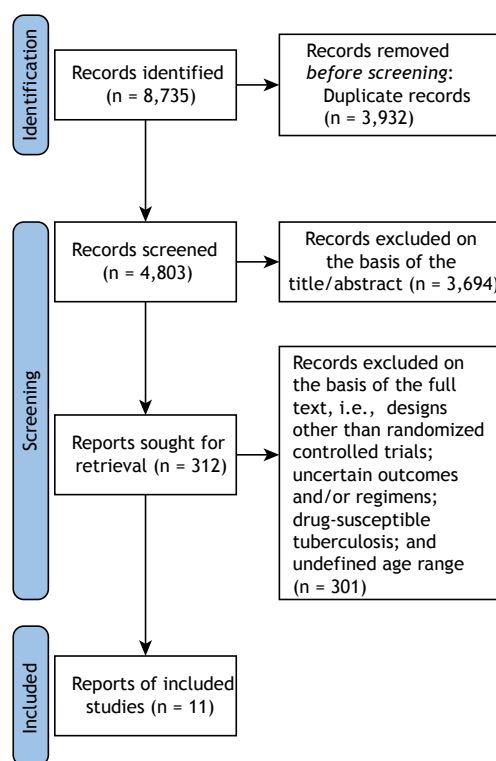 Identification
Records identified
(n = 8,735)
Records removed
before screening:
Duplicate records
(n = 3,932)
Screening
Records screened
(n = 4,803)
Records excluded on
the basis of the
title/abstract (n = 3,694)
Reports sought for
retrieval (n = 312)
Records excluded on
the basis of the full
text, i.e., designs
other than randomized
controlled trials;
uncertain outcomes
and/or regimens;
drug-susceptible
tuberculosis; and
undefined age range
(n = 301)
Included
Reports of included
studies (n = 11)